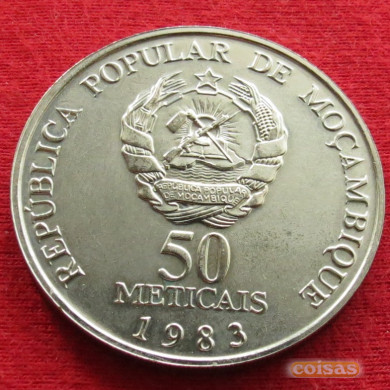 REPÚBLICA POPULAR DE MOÇAMBIQUE
REPÚBLICA POPULAR
DE MOÇAMBIQUE
50
METICAIS
1983
coisas